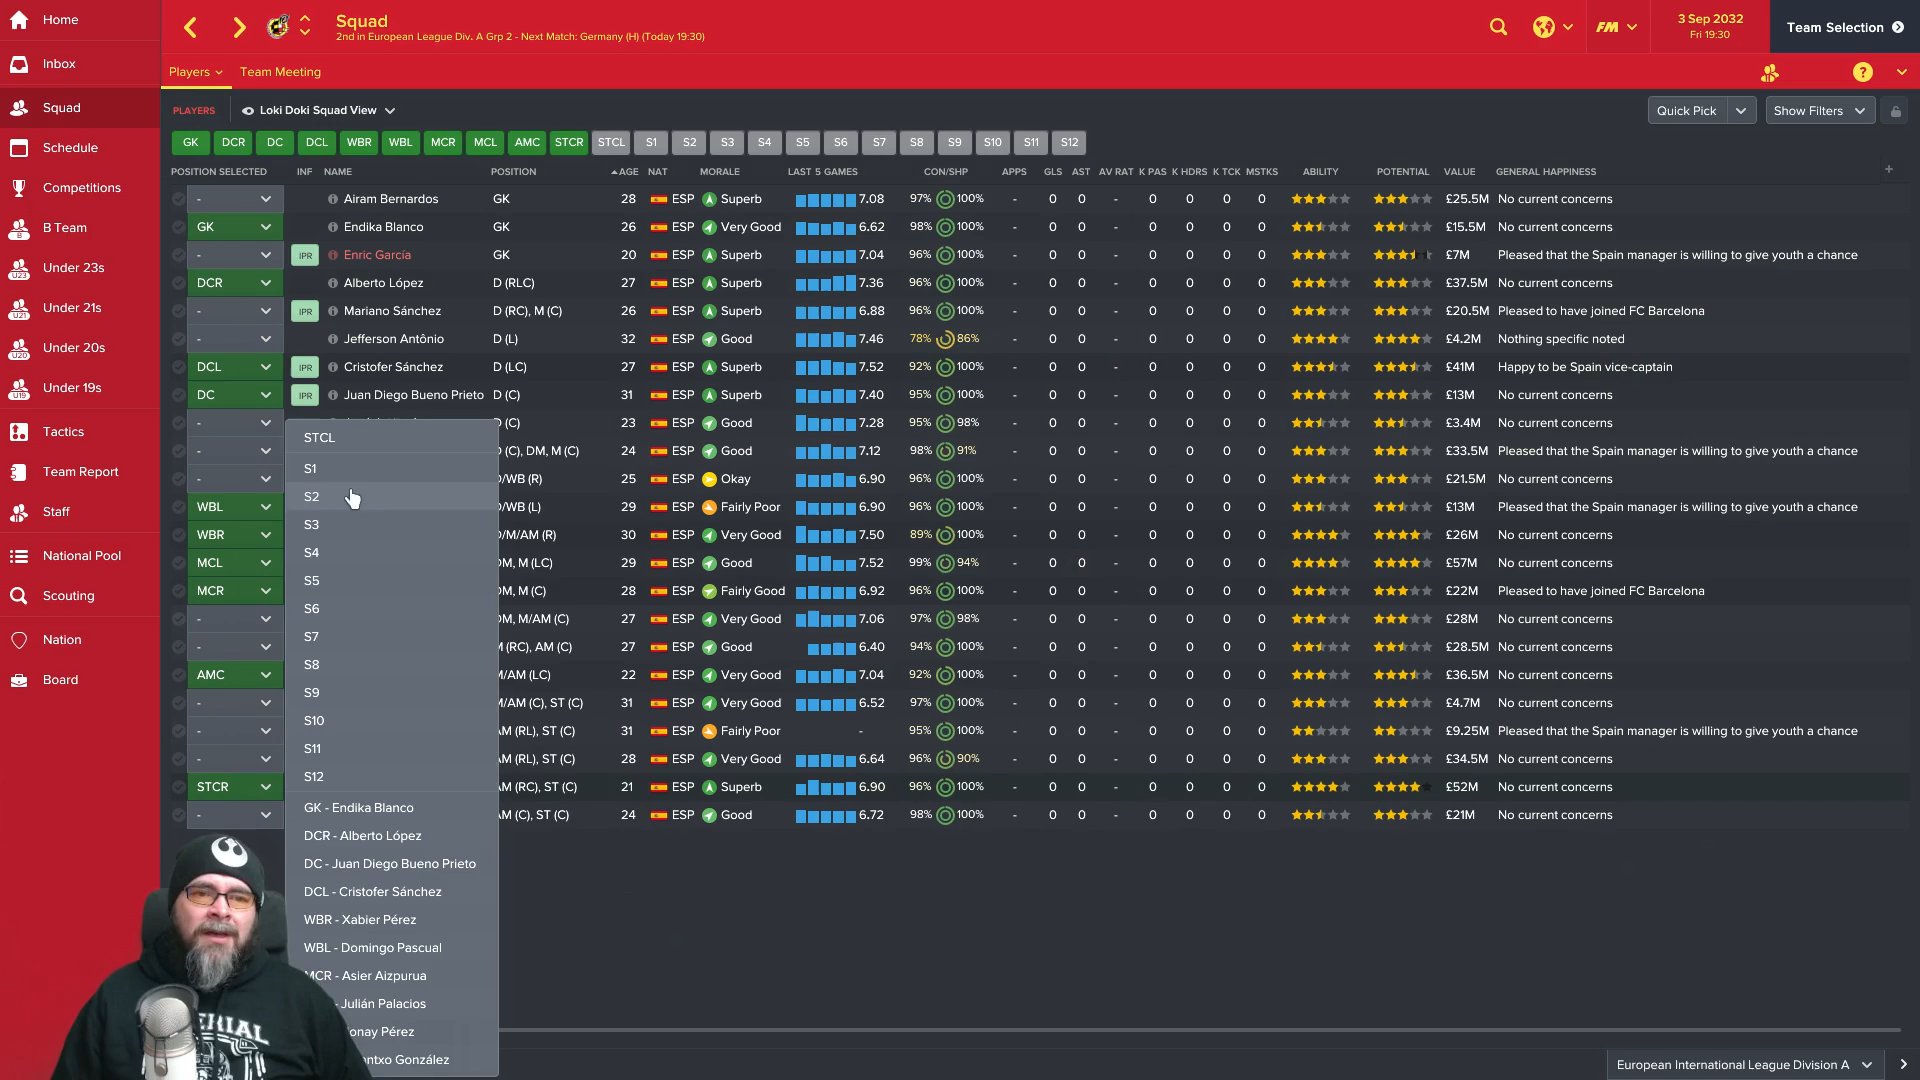 Home
Inbox
Squad
Schedule
Competitions
B Team
Under 23s
Under 21s
Under 20s
Under 19s
Tactics
Team Report
Staff
National Pool
Scouting
Nation
Board
Squad
2nd in European League Div. A Grp 2 - Next Match: Germany (H) (Today 19:30)
FM
3 Sep 2032
Fri 19:30
Team Selection
Players
Team Meeting
?
PLAYERS
Loki Doki Squad View
Quick Pick
Show Filters
GK DCR DC DCL WBR WBL MCR MCL AMC STCR STCL S1 S2 S3 S4 S5 S6 S7 S8 S9 S10 S11 S12
POSITION SELECTED INF NAME POSITION AGE NAT MORALE LAST 5 GAMES CON/SHP APPS GLS AST AV RAT K PAS K HDRS K TCK MSTKS ABILITY POTENTIAL VALUE GENERAL HAPPINESS
- Airam Bernardos GK 28 ESP Superb 7.08 97% 100% - 0 0 - 0 0 0 0 £25.5M No current concerns
GK Endika Blanco GK 26 ESP Very Good 6.62 98% 100% - 0 0 - 0 0 0 0 £15.5M No current concerns
- IPR Enric García GK 20 ESP Superb 7.04 96% 100% - 0 0 - 0 0 0 0 £7M Pleased that the Spain manager is willing to give youth a chance
DCR Alberto López D (RLC) 27 ESP Superb 7.36 96% 100% - 0 0 - 0 0 0 0 £37.5M No current concerns
- IPR Mariano Sánchez D (RC), M (C) 26 ESP Superb 6.88 96% 100% - 0 0 - 0 0 0 0 £20.5M Pleased to have joined FC Barcelona
- Jefferson Antônio D (L) 32 ESP Good 7.46 78% 86% - 0 0 - 0 0 0 0 £4.2M Nothing specific noted
DCL IPR Cristofer Sánchez D (LC) 27 ESP Superb 7.52 92% 100% - 0 0 - 0 0 0 0 £41M Happy to be Spain vice-captain
DC IPR Juan Diego Bueno Prieto D (C) 31 ESP Superb 7.40 95% 100% - 0 0 - 0 0 0 0 £13M No current concerns
- (C) 23 ESP Good 7.28 95% 98% - 0 0 - 0 0 0 0 £3.4M No current concerns
- (C), DM, M (C) 24 ESP Good 7.12 98% 91% - 0 0 - 0 0 0 0 £33.5M Pleased that the Spain manager is willing to give youth a chance
- /WB (R) 25 ESP Okay 6.90 96% 100% - 0 0 - 0 0 0 0 £21.5M No current concerns
WBL /WB (L) 29 ESP Fairly Poor 6.90 96% 100% - 0 0 - 0 0 0 0 £13M Pleased that the Spain manager is willing to give youth a chance
WBR /M/AM (R) 30 ESP Very Good 7.50 89% 100% - 0 0 - 0 0 0 0 £26M No current concerns
MCL DM, M (LC) 29 ESP Good 7.52 99% 94% - 0 0 - 0 0 0 0 £57M No current concerns
MCR DM, M (C) 28 ESP Fairly Good 6.92 96% 100% - 0 0 - 0 0 0 0 £22M Pleased to have joined FC Barcelona
- DM, M/AM (C) 27 ESP Very Good 7.06 97% 98% - 0 0 - 0 0 0 0 £28M No current concerns
- M (RC), AM (C) 27 ESP Good 6.40 94% 100% - 0 0 - 0 0 0 0 £28.5M No current concerns
AMC M/AM (LC) 22 ESP Very Good 7.04 92% 100% - 0 0 - 0 0 0 0 £36.5M No current concerns
- M/AM (C), ST (C) 31 ESP Very Good 6.52 97% 100% - 0 0 - 0 0 0 0 £4.7M No current concerns
- AM (RL), ST (C) 31 ESP Fairly Poor - 95% 100% - 0 0 - 0 0 0 0 £9.25M Pleased that the Spain manager is willing to give youth a chance
- AM (RL), ST (C) 28 ESP Very Good 6.64 96% 90% - 0 0 - 0 0 0 0 £34.5M No current concerns
STCR AM (RC), ST (C) 21 ESP Superb 6.90 96% 100% - 0 0 - 0 0 0 0 £52M No current concerns
- AM (C), ST (C) 24 ESP Good 6.72 98% 100% - 0 0 - 0 0 0 0 £21M No current concerns
STCL
S1
S2
S3
S4
S5
S6
S7
S8
S9
S10
S11
S12
GK - Endika Blanco
DCR - Alberto López
DC - Juan Diego Bueno Prieto
DCL - Cristofer Sánchez
WBR - Xabier Pérez
WBL - Domingo Pascual
MCR - Asier Aizpurua
- Julián Palacios
onay Pérez
antxo González
European International League Division A